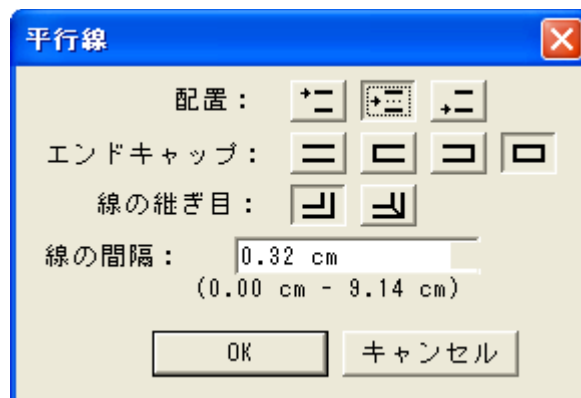 平行線
配置：
エンドキャップ：
線の継ぎ目：
線の間隔： 0.32 cm
(0.00 cm - 9.14 cm)
OK キャンセル